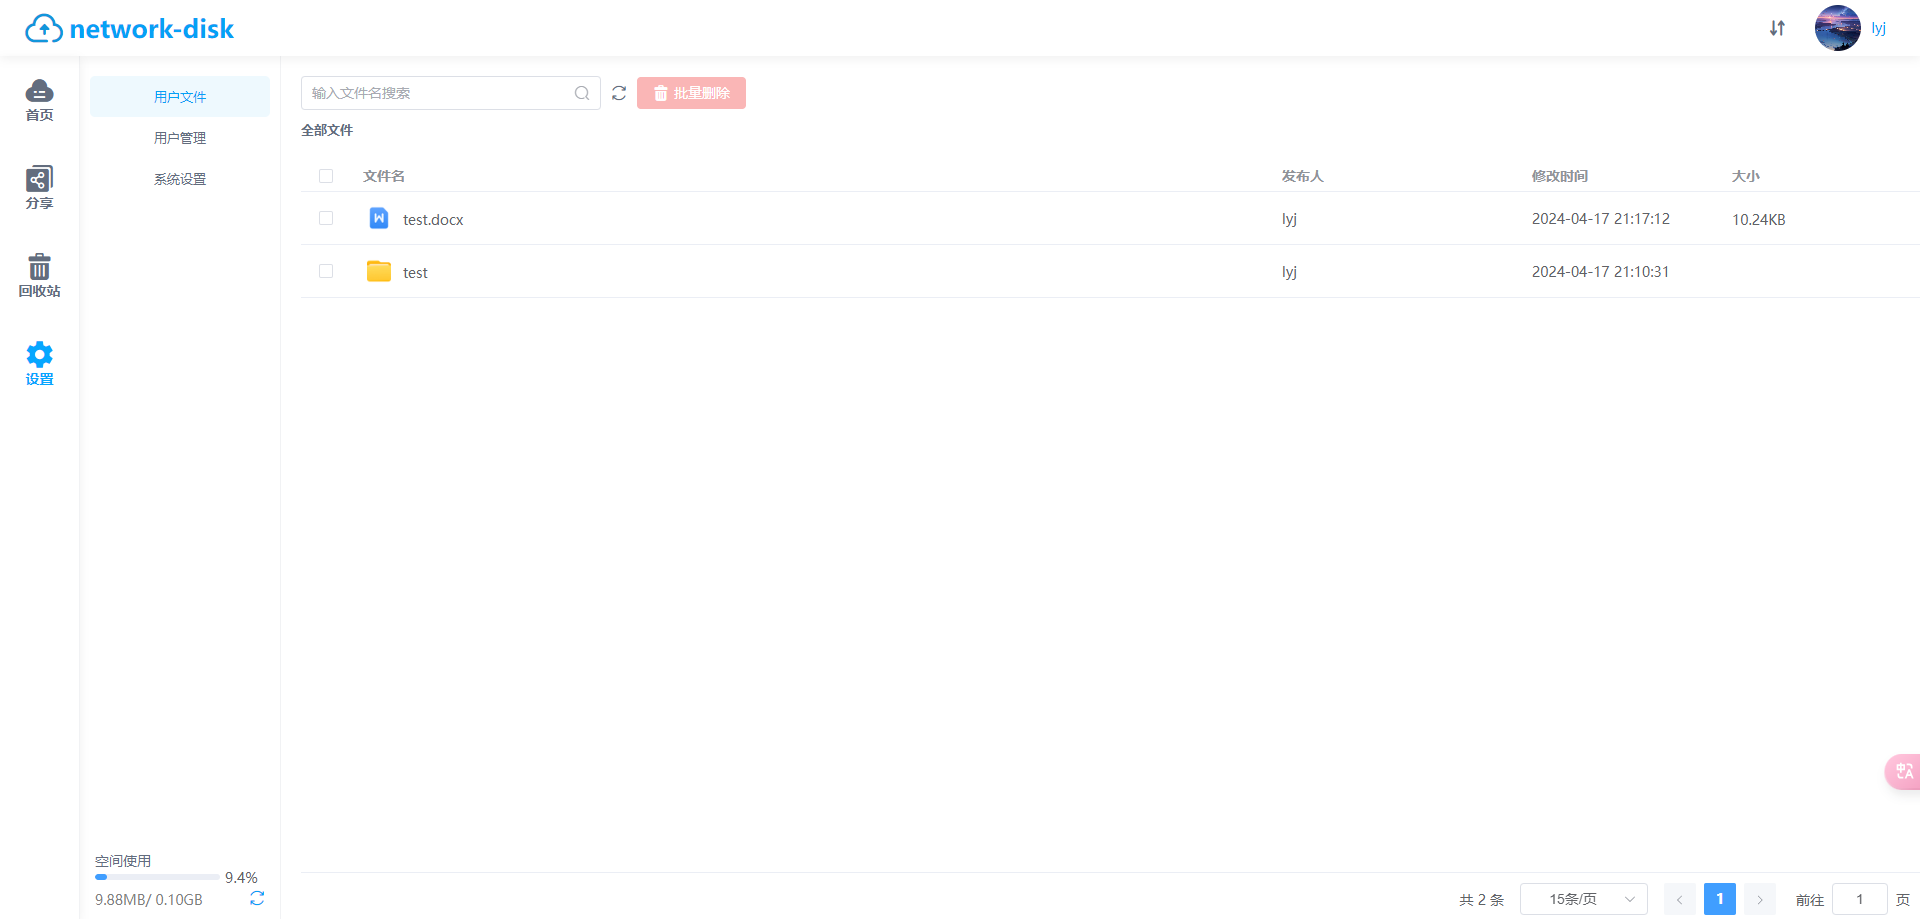 network-disk
lyj
首页
分享
回收站
设置
用户文件
用户管理
系统设置
输入文件名搜索
批量删除
全部文件
文件名 发布人 修改时间 大小
test.docx lyj 2024-04-17 21:17:12 10.24KB
test lyj 2024-04-17 21:10:31
空间使用
9.4%
9.88MB/ 0.10GB
共 2 条 15条/页 1 前往 1 页